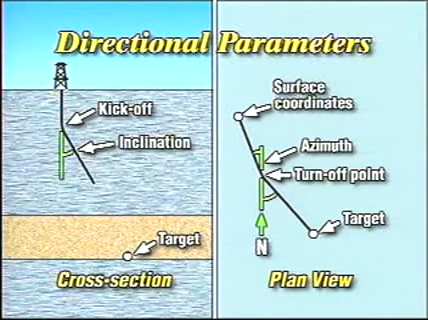 Directional Parameters
Kick-off
Inclination
Target
Cross-section
Surface
coordinates
Azimuth
Turn-off point
Target
N
Plan View